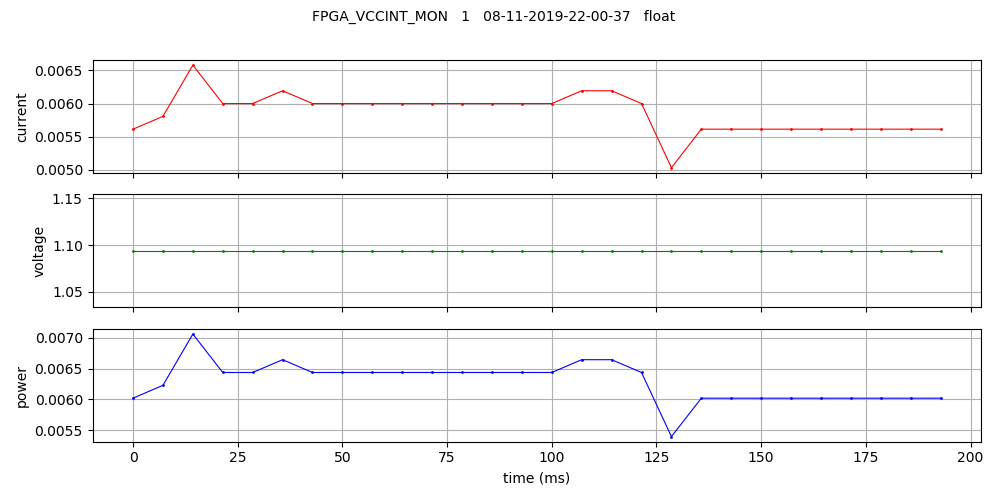 FPGA_VCCINT_MON   1   08-11-2019-22-00-37   float
0.0065
0.0060
0.0055
0.0050
current
1.15
1.10
1.05
voltage
0.0070
0.0065
0.0060
0.0055
power
0 25 50 75 100 125 150 175 200
time (ms)